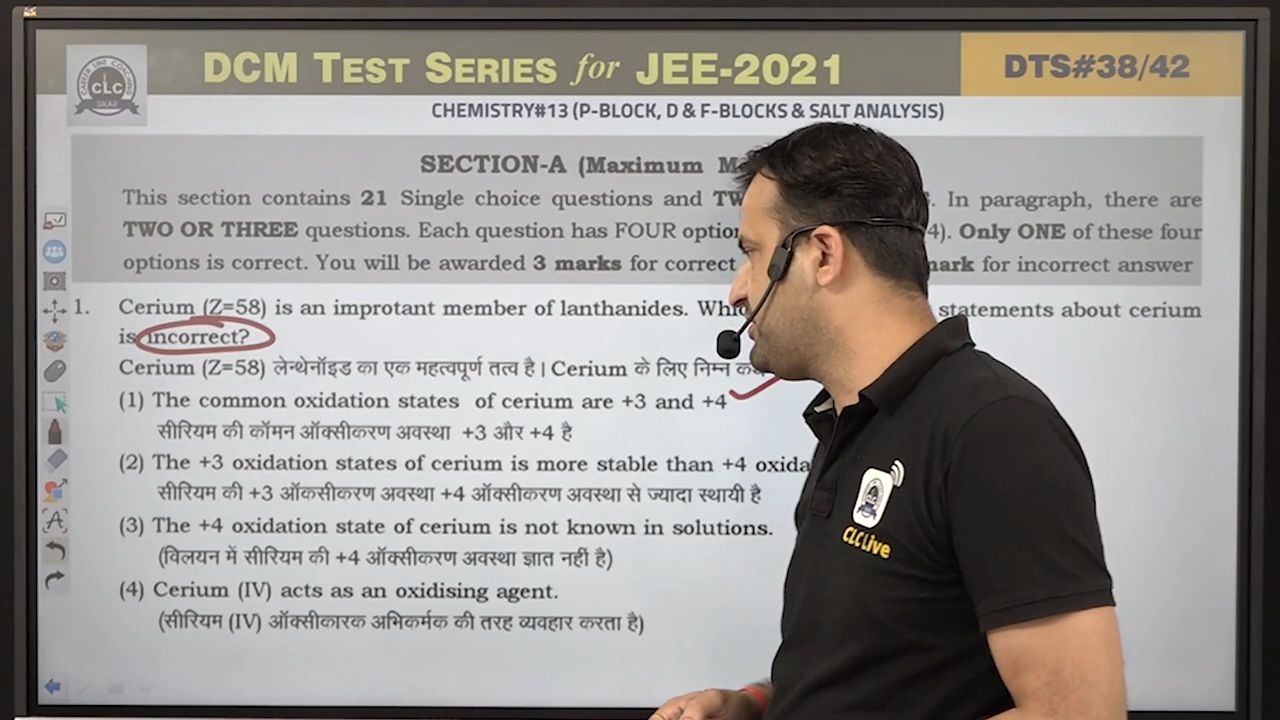 DCM TEST SERIES for JEE-2021
DTS#38/42
CLC
CHEMISTRY#13 (P-BLOCK, D & F-BLOCKS & SALT ANALYSIS)
SECTION-A (Maximum
This section contains 21 Single choice questions and In paragraph, there are
TWO OR THREE questions. Each question has FOUR 4). Only ONE of these four
options is correct. You will be awarded 3 marks for correct for incorrect answer
1. Cerium (Z=58) is an improtant member of lanthanides. statements about cerium
is incorrect?
Cerium (Z=58) लेन्थेनॉइड का एक महत्वपूर्ण तत्व है। Cerium के लिए निम्न
(1) The common oxidation states of cerium are +3 and +4
सीरियम की कॉमन ऑक्सीकरण अवस्था +3 और +4 है
(2) The +3 oxidation states of cerium is more stable than +4
सीरियम की +3 ऑकसीकरण अवस्था +4 ऑक्सीकरण अवस्था से ज्यादा स्थायी है
(3) The +4 oxidation state of cerium is not known in solutions.
(विलयन में सीरियम की +4 ऑक्सीकरण अवस्था ज्ञात नहीं है)
(4) Cerium (IV) acts as an oxidising agent.
(सीरियम (IV) ऑक्सीकारक अभिकर्मक की तरह व्यवहार करता है)
CLC Live